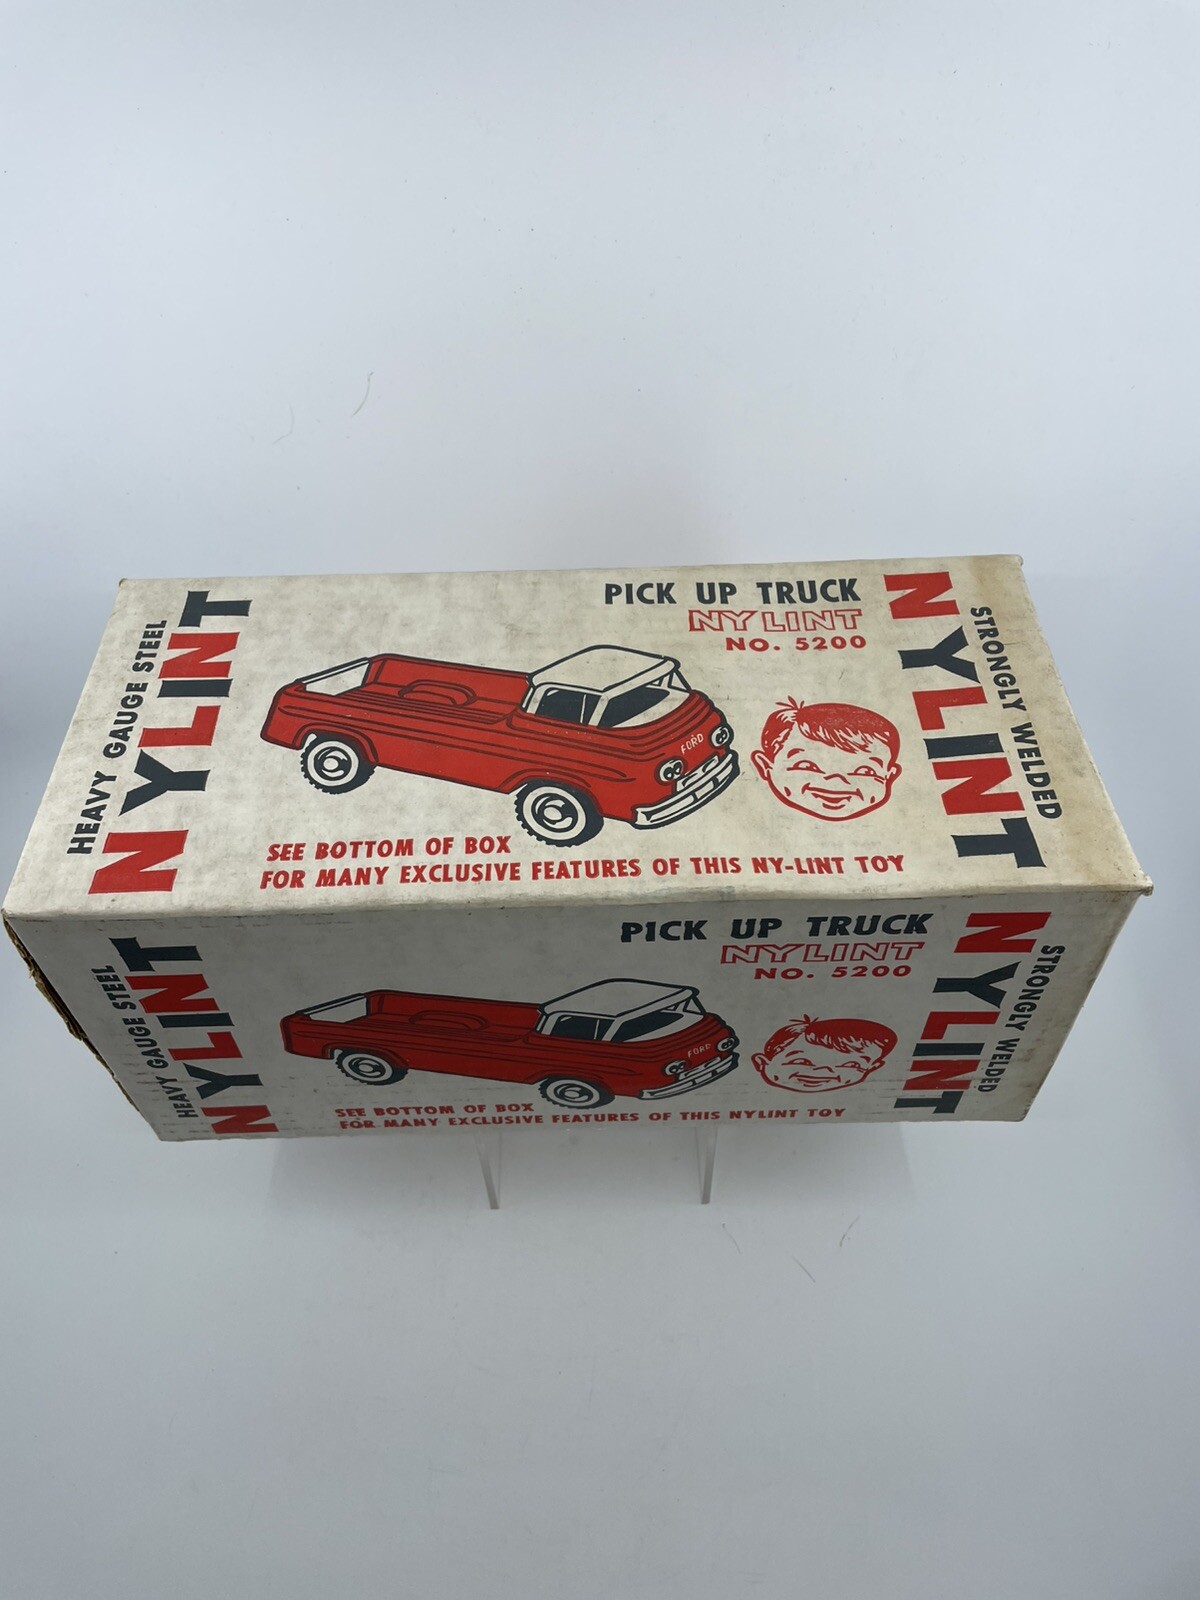 HEAVY GAUGE STEEL
NYLINT
PICK UP TRUCK
NYLINT
NO. 5200
FORD
SEE BOTTOM OF BOX
FOR MANY EXCLUSIVE FEATURES OF THIS NY-LINT TOY
NYLINT
STRONGLY WELDED
HEAVY GAUGE STEEL
NYLINT
PICK UP TRUCK
NYLINT
NO. 5200
FORD
SEE BOTTOM OF BOX
FOR MANY EXCLUSIVE FEATURES OF THIS NYLINT TOY
NYLINT
STRONGLY WELDED